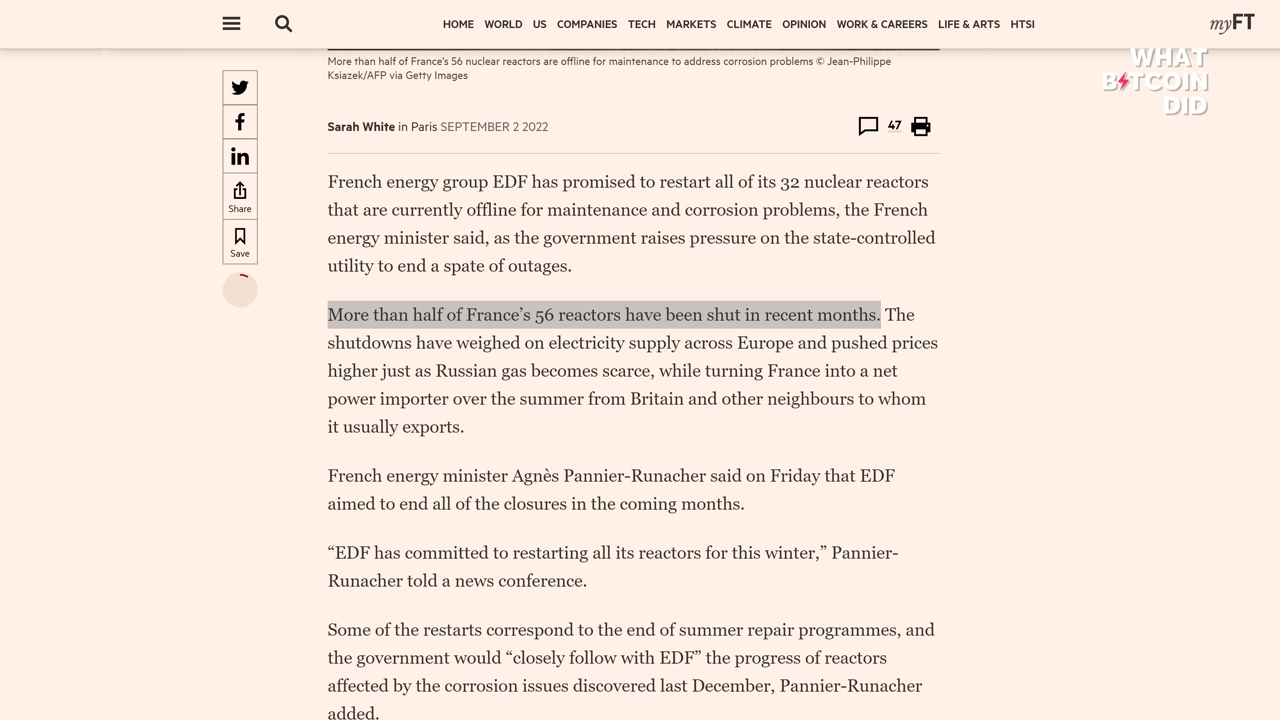 HOME WORLD US COMPANIES TECH MARKETS CLIMATE OPINION WORK & CAREERS LIFE & ARTS HTSI
myFT
WHAT
BTCOIN
DID
More than half of France's 56 nuclear reactors are offline for maintenance to address corrosion problems © Jean-Philippe
Ksiazek/AFP via Getty Images
Sarah White in Paris SEPTEMBER 2 2022
47
Share
Save
French energy group EDF has promised to restart all of its 32 nuclear reactors
that are currently offline for maintenance and corrosion problems, the French
energy minister said, as the government raises pressure on the state-controlled
utility to end a spate of outages.
More than half of France’s 56 reactors have been shut in recent months. The
shutdowns have weighed on electricity supply across Europe and pushed prices
higher just as Russian gas becomes scarce, while turning France into a net
power importer over the summer from Britain and other neighbours to whom
it usually exports.
French energy minister Agnès Pannier-Runacher said on Friday that EDF
aimed to end all of the closures in the coming months.
“EDF has committed to restarting all its reactors for this winter,” Pannier-
Runacher told a news conference.
Some of the restarts correspond to the end of summer repair programmes, and
the government would “closely follow with EDF” the progress of reactors
affected by the corrosion issues discovered last December, Pannier-Runacher
added.